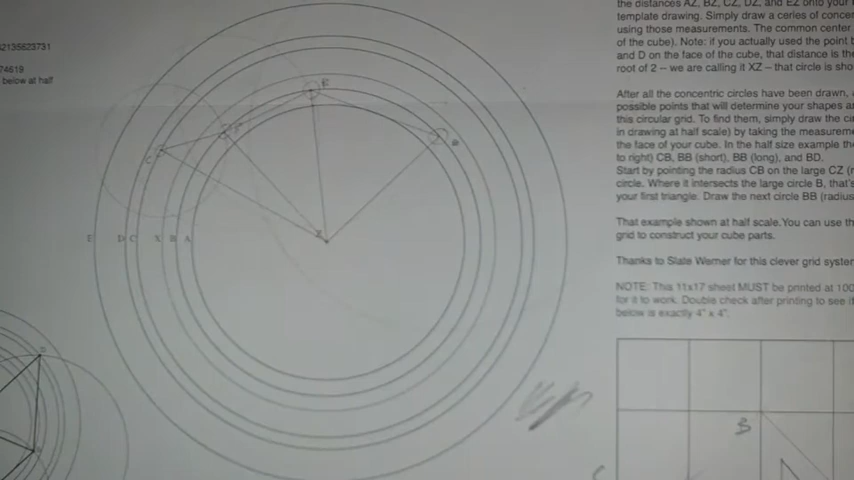 2135623731
74619
below at half
B
C
E D C X B A
Z
the distances AZ, BZ, CZ, DZ, and EZ onto your
template drawing. Simply draw a ceries of concer
using those measurements. The common center
of the cube). Note: if you actually used the point
and D on the face of the cube, that distance is the
root of 2 -- we are calling it XZ -- that circle is sho
After all the concentric circles have been drawn,
possible points that will determine your shapes a
this circular grid. To find them, simply draw the cir
in drawing at half scale) by taking the measureme
the face of your cube. In the half size example the
to right) CB, BB (short), BB (long), and BD.
Start by pointing the radius CB on the large CZ (r
circle. Where it intersects the large circle B, that's
your first triangle. Draw the next circle BB (radius
That example shown at half scale.You can use th
grid to construct your cube parts.
Thanks to Slate Werner for this clever grid syster
NOTE: This 11x17 sheet MUST be printed at 100
for it to work. Double check after printing to see i
below is exactly 4" x 4".
B
C